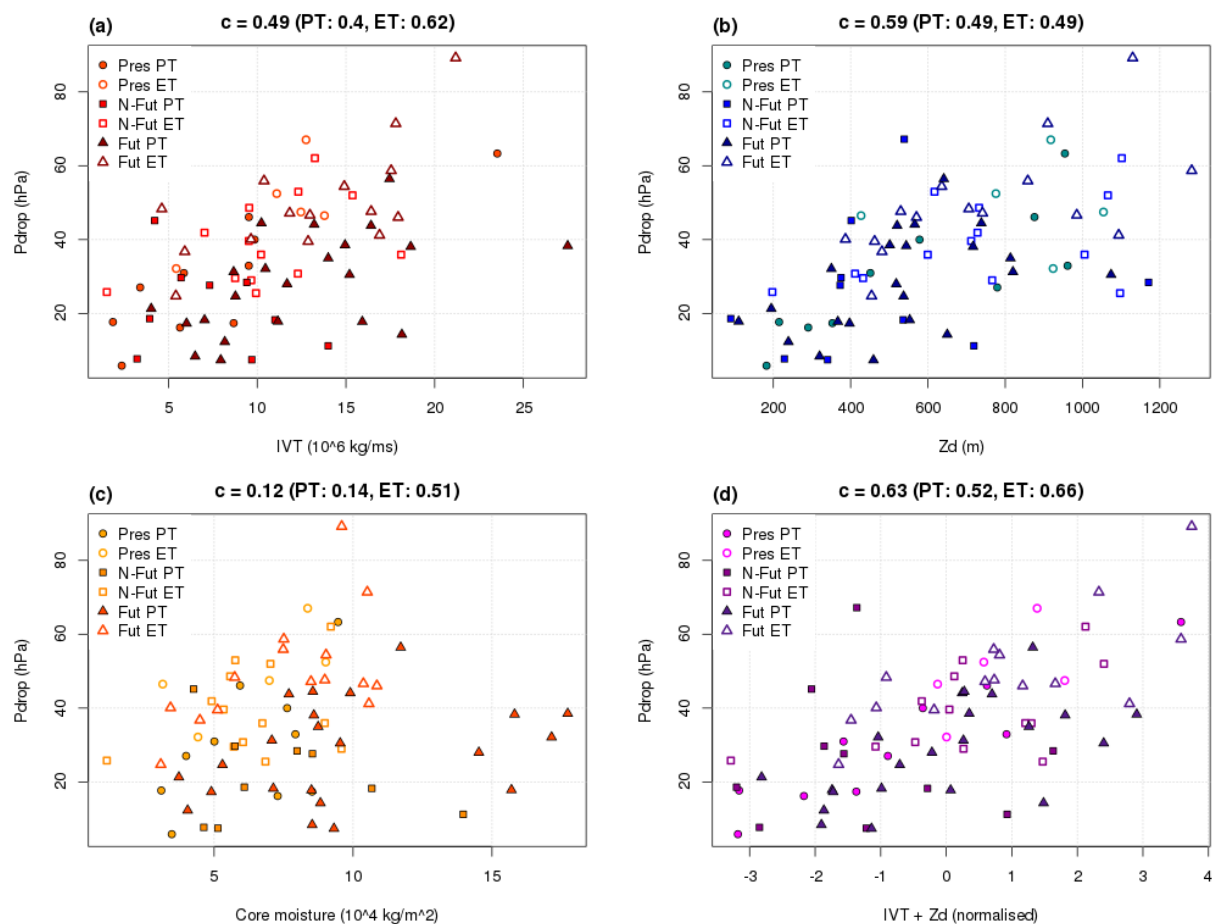 (a) c = 0.49 (PT: 0.4, ET: 0.62)
Pres PT
Pres ET
N-Fut PT
N-Fut ET
Fut PT
Fut ET
80
60
40
20
Pdrop (hPa)
5 10 15 20 25
IVT (10^6 kg/ms)
(b) c = 0.59 (PT: 0.49, ET: 0.49)
Pres PT
Pres ET
N-Fut PT
N-Fut ET
Fut PT
Fut ET
80
60
40
20
Pdrop (hPa)
200 400 600 800 1000 1200
Zd (m)
(c) c = 0.12 (PT: 0.14, ET: 0.51)
Pres PT
Pres ET
N-Fut PT
N-Fut ET
Fut PT
Fut ET
80
60
40
20
Pdrop (hPa)
5 10 15
Core moisture (10^4 kg/m^2)
(d) c = 0.63 (PT: 0.52, ET: 0.66)
Pres PT
Pres ET
N-Fut PT
N-Fut ET
Fut PT
Fut ET
80
60
40
20
Pdrop (hPa)
-3 -2 -1 0 1 2 3 4
IVT + Zd (normalised)